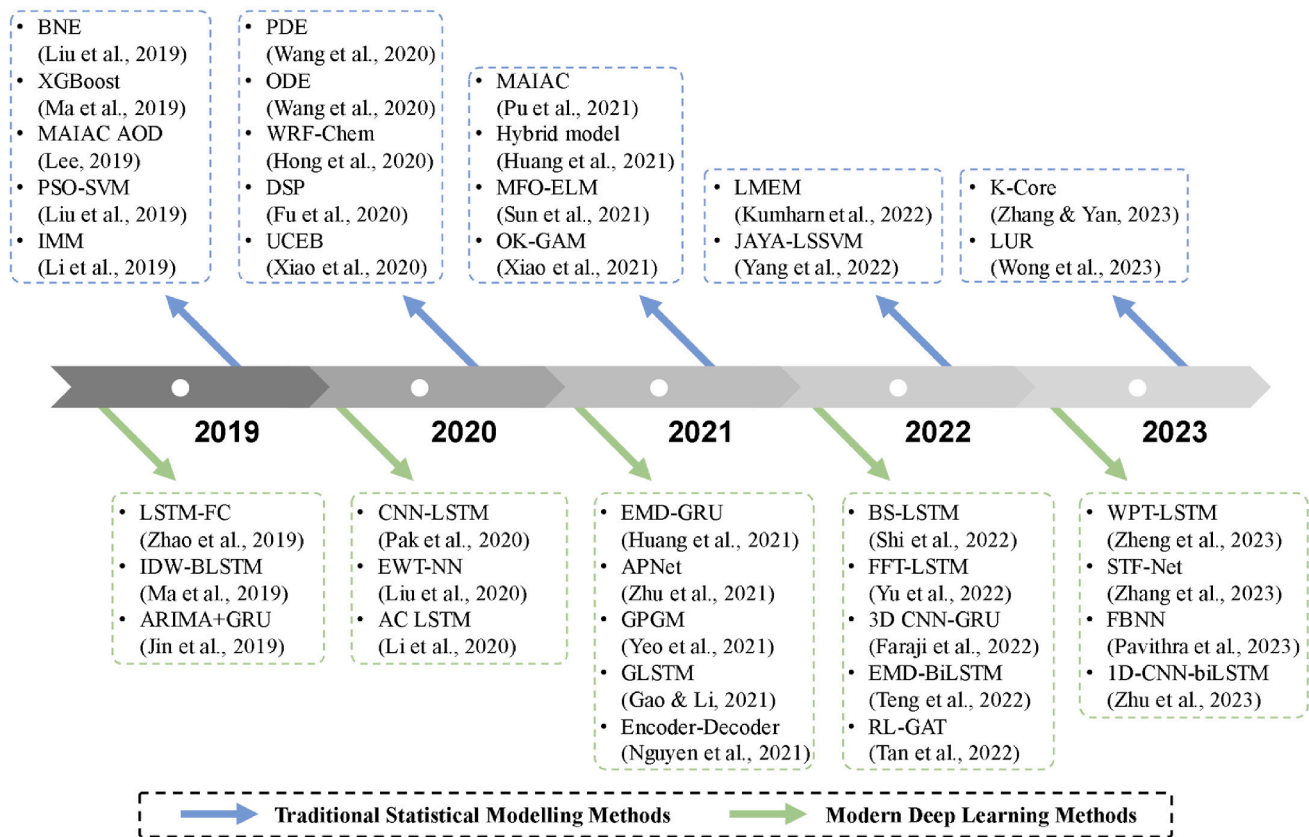 • BNE
(Liu et al., 2019)
• XGBoost
(Ma et al., 2019)
• MAIAC AOD
(Lee, 2019)
• PSO-SVM
(Liu et al., 2019)
• IMM
(Li et al., 2019)
• PDE
(Wang et al., 2020)
• ODE
(Wang et al., 2020)
• WRF-Chem
(Hong et al., 2020)
• DSP
(Fu et al., 2020)
• UCEB
(Xiao et al., 2020)
• MAIAC
(Pu et al., 2021)
• Hybrid model
(Huang et al., 2021)
• MFO-ELM
(Sun et al., 2021)
• OK-GAM
(Xiao et al., 2021)
• LMEM
(Kumharn et al., 2022)
• JAYA-LSSVM
(Yang et al., 2022)
• K-Core
(Zhang & Yan, 2023)
• LUR
(Wong et al., 2023)
2019
2020
2021
2022
2023
• LSTM-FC
(Zhao et al., 2019)
• IDW-BLSTM
(Ma et al., 2019)
• ARIMA+GRU
(Jin et al., 2019)
• CNN-LSTM
(Pak et al., 2020)
• EWT-NN
(Liu et al., 2020)
• AC LSTM
(Li et al., 2020)
• EMD-GRU
(Huang et al., 2021)
• APNet
(Zhu et al., 2021)
• GPGM
(Yeo et al., 2021)
• GLSTM
(Gao & Li, 2021)
• Encoder-Decoder
(Nguyen et al., 2021)
• BS-LSTM
(Shi et al., 2022)
• FFT-LSTM
(Yu et al., 2022)
• 3D CNN-GRU
(Faraji et al., 2022)
• EMD-BiLSTM
(Teng et al., 2022)
• RL-GAT
(Tan et al., 2022)
• WPT-LSTM
(Zheng et al., 2023)
• STF-Net
(Zhang et al., 2023)
• FBNN
(Pavithra et al., 2023)
• 1D-CNN-biLSTM
(Zhu et al., 2023)
Traditional Statistical Modelling Methods
Modern Deep Learning Methods